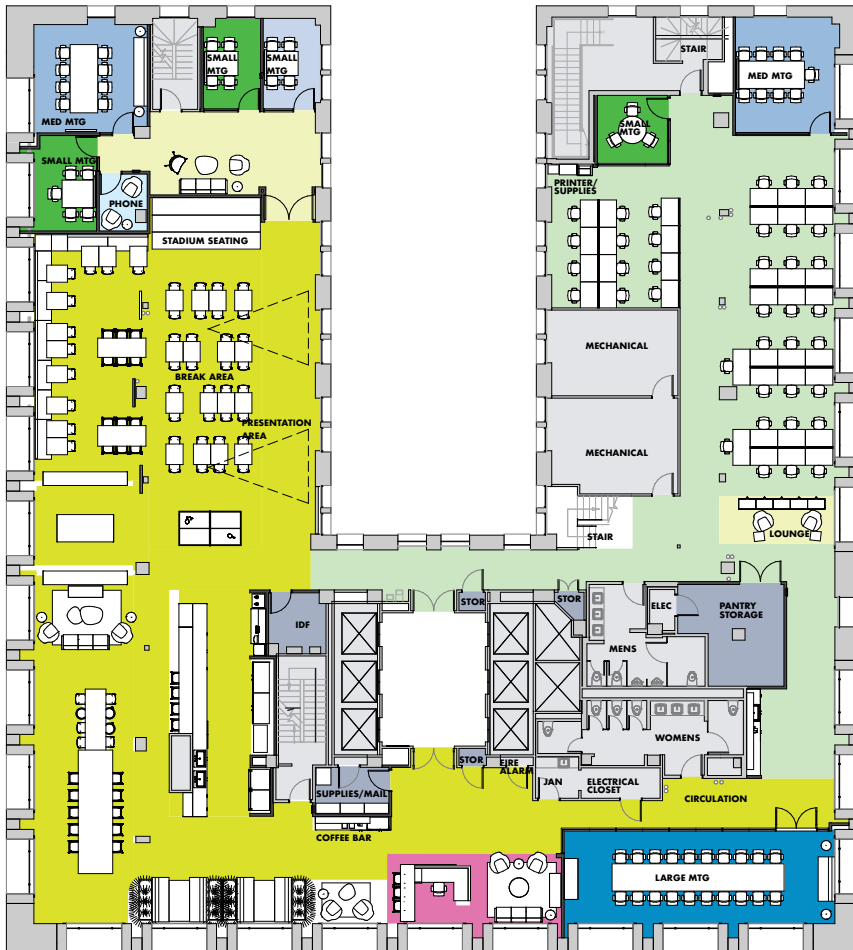 STAIR
SMALL
MTG
SMALL
MTG
MED MTG
MED MTG
SMALL
MTG
SMALL MTG
PRINTER/
SUPPLIES
PHONE
STADIUM SEATING
MECHANICAL
BREAK AREA
PRESENTATION
AREA
MECHANICAL
STAIR
LOUNGE
STOR
STOR
ELEC
PANTRY
STORAGE
IDF
MENS
WOMENS
STOR
FIRE
ALARM
JAN
ELECTRICAL
CLOSET
SUPPLIES/MAIL
CIRCULATION
COFFEE BAR
LARGE MTG